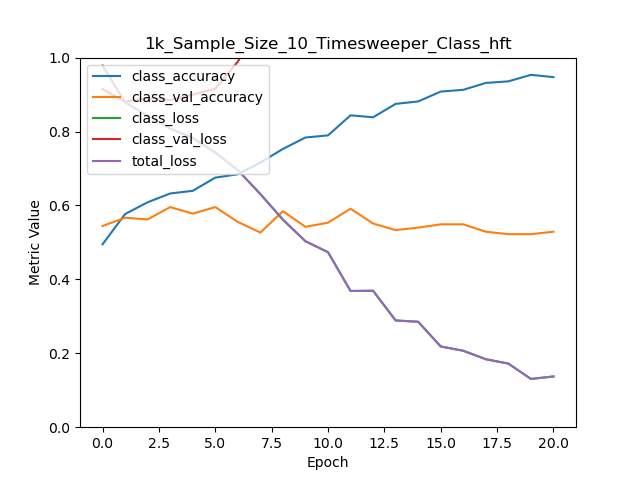 1k_Sample_Size_10_Timesweeper_Class_hft
class_accuracy
class_val_accuracy
class_loss
class_val_loss
total_loss
Metric Value
1.0
0.8
0.6
0.4
0.2
0.0
0.0 2.5 5.0 7.5 10.0 12.5 15.0 17.5 20.0
Epoch